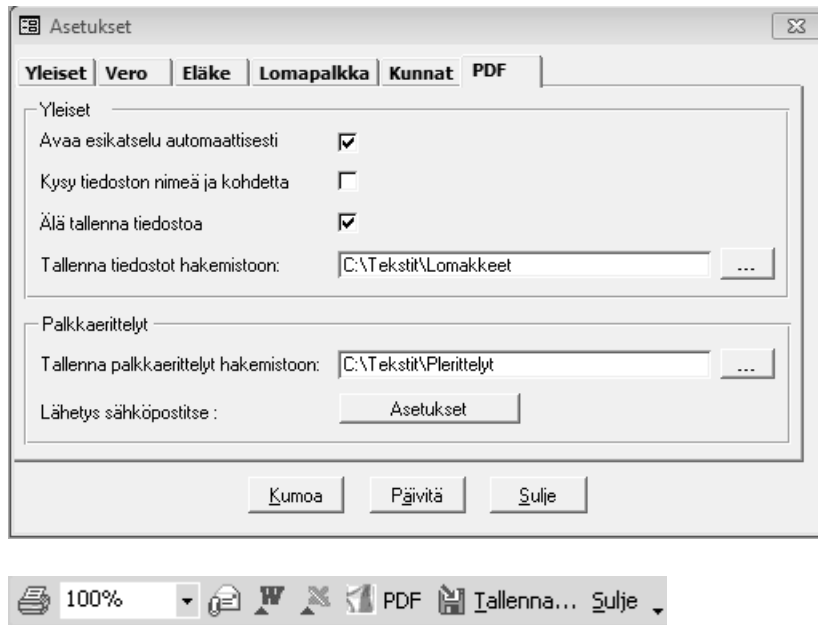 Asetukset
Yleiset Vero Eläke Lomapalkka Kunnat PDF
Yleiset
Avaa esikatselu automaattisesti
Kysy tiedoston nimeä ja kohdetta
Älä tallenna tiedostoa
Tallenna tiedostot hakemistoon: C:\Tekstit\Lomakkeet ...
Palkkaerittelyt
Tallenna palkkaerittelyt hakemistoon: C:\Tekstit\Plerittelyt ...
Lähetys sähköpostitse : Asetukset
Kumoa Päivitä Sulje
100% PDF Tallenna... Sulje